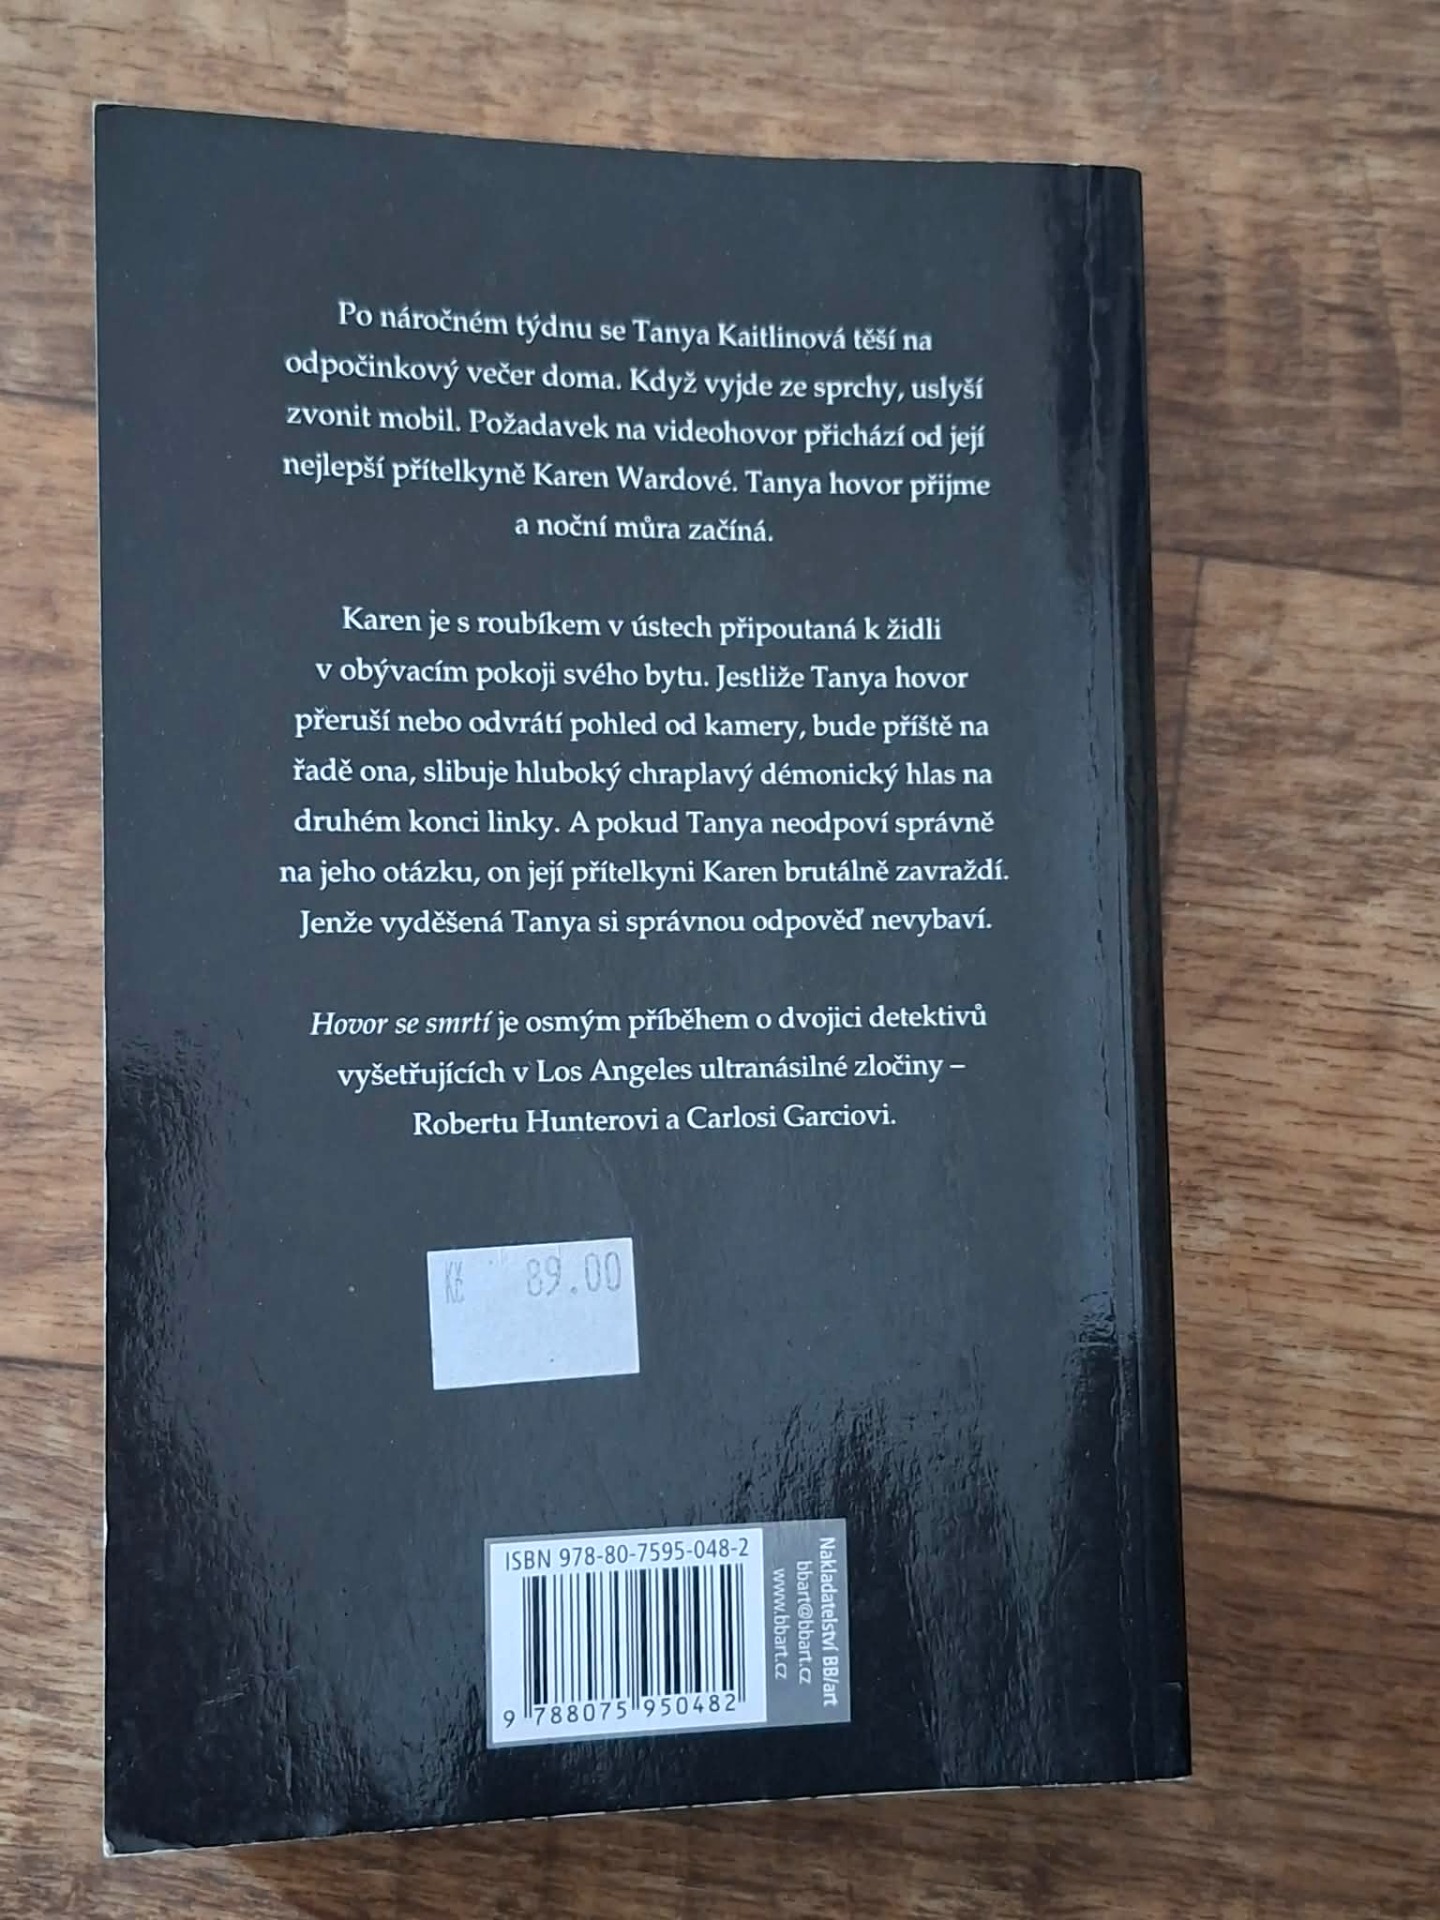 Po náročném týdnu se Tanya Kaitlinová těší na
odpočinkový večer doma. Když vyjde ze sprchy, uslyší
zvonit mobil. Požadavek na videohovor přichází od její
nejlepší přítelkyně Karen Wardové. Tanya hovor přijme
a noční můra začíná.
Karen je s roubíkem v ústech připoutaná k židli
v obývacím pokoji svého bytu. Jestliže Tanya hovor
přeruší nebo odvrátí pohled od kamery, bude příště na
řadě ona, slibuje hluboký chraplavý démonický hlas na
druhém konci linky. A pokud Tanya neodpoví správně
na jeho otázku, on její přítelkyni Karen brutálně zavraždí.
Jenže vyděšená Tanya si správnou odpověď nevybaví.
Hovor se smrtí je osmým příběhem o dvojici detektivů
vyšetřujících v Los Angeles ultranásilné zločiny –
Robertu Hunterovi a Carlosi Garciovi.
Kč 89.00
ISBN 978-80-7595-048-2
9 788075 950482
Nakladatelství BB/art
bbart@bbart.cz
www.bbart.cz